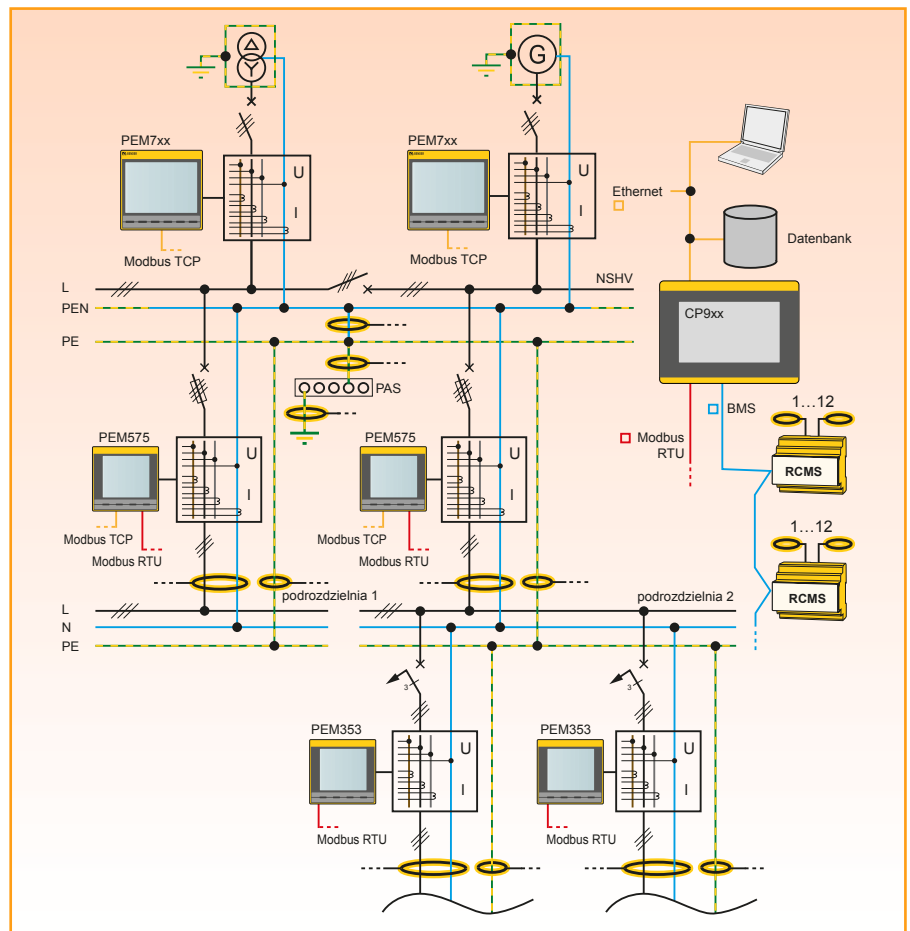 G
PEM7xx
PEM7xx
U
I
U
I
Modbus TCP
Modbus TCP
Ethernet
Datenbank
NSHV
CP9xx
L
PEN
PE
PAS
BMS
Modbus
RTU
1...12
RCMS
1...12
RCMS
PEM575
PEM575
U
I
U
I
Modbus TCP
Modbus RTU
Modbus TCP
Modbus RTU
podrozdzielnia 1
podrozdzielnia 2
L
N
PE
3
3
PEM353
PEM353
U
I
U
I
Modbus RTU
Modbus RTU